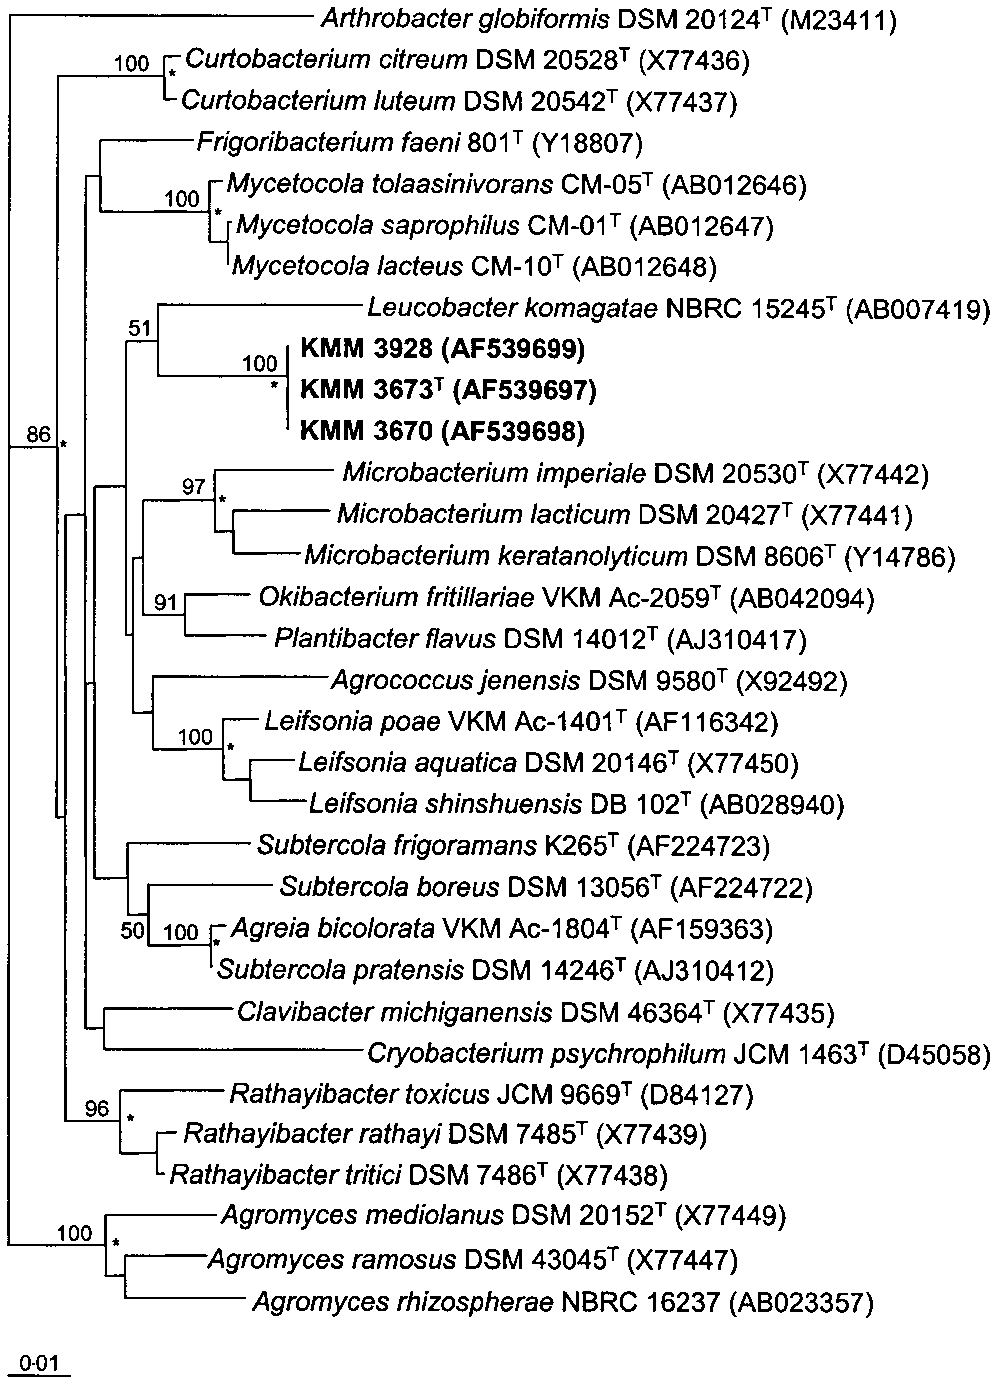 Arthrobacter globiformis DSM 20124ᵀ (M23411)
100 Curtobacterium citreum DSM 20528ᵀ (X77436)
*
Curtobacterium luteum DSM 20542ᵀ (X77437)
Frigoribacterium faeni 801ᵀ (Y18807)
Mycetocola tolaasinivorans CM-05ᵀ (AB012646)
100 *
Mycetocola saprophilus CM-01ᵀ (AB012647)
Mycetocola lacteus CM-10ᵀ (AB012648)
Leucobacter komagatae NBRC 15245ᵀ (AB007419)
51
KMM 3928 (AF539699)
100
* KMM 3673ᵀ (AF539697)
KMM 3670 (AF539698)
86 *
Microbacterium imperiale DSM 20530ᵀ (X77442)
97 *
Microbacterium lacticum DSM 20427ᵀ (X77441)
Microbacterium keratanolyticum DSM 8606ᵀ (Y14786)
91 Okibacterium fritillariae VKM Ac-2059ᵀ (AB042094)
Plantibacter flavus DSM 14012ᵀ (AJ310417)
Agrococcus jenensis DSM 9580ᵀ (X92492)
Leifsonia poae VKM Ac-1401ᵀ (AF116342)
100 *
Leifsonia aquatica DSM 20146ᵀ (X77450)
Leifsonia shinshuensis DB 102ᵀ (AB028940)
Subtercola frigoramans K265ᵀ (AF224723)
Subtercola boreus DSM 13056ᵀ (AF224722)
50 100 Agreia bicolorata VKM Ac-1804ᵀ (AF159363)
*
Subtercola pratensis DSM 14246ᵀ (AJ310412)
Clavibacter michiganensis DSM 46364ᵀ (X77435)
Cryobacterium psychrophilum JCM 1463ᵀ (D45058)
Rathayibacter toxicus JCM 9669ᵀ (D84127)
96 *
Rathayibacter rathayi DSM 7485ᵀ (X77439)
Rathayibacter tritici DSM 7486ᵀ (X77438)
Agromyces mediolanus DSM 20152ᵀ (X77449)
100 *
Agromyces ramosus DSM 43045ᵀ (X77447)
Agromyces rhizospherae NBRC 16237 (AB023357)
0·01